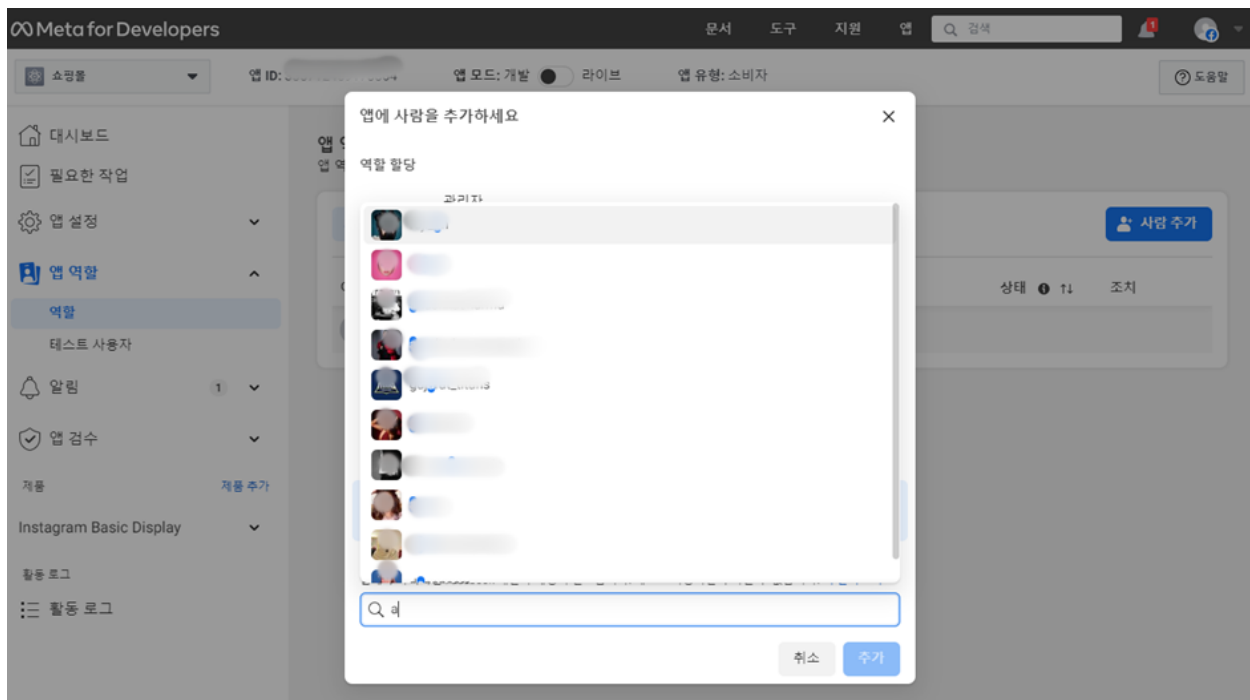 Meta for Developers
문서 도구 지원 앱 검색 1
쇼핑몰
앱 ID:
앱 모드: 개발 라이브
앱 유형: 소비자
도움말
대시보드
필요한 작업
앱 설정
앱 역할
역할
테스트 사용자
알림 1
앱 검수
제품 제품 추가
Instagram Basic Display
활동 로그
활동 로그
앱
앱 역
사람 추가
상태
조치
앱에 사람을 추가하세요
역할 할당
관리자
a
취소
추가